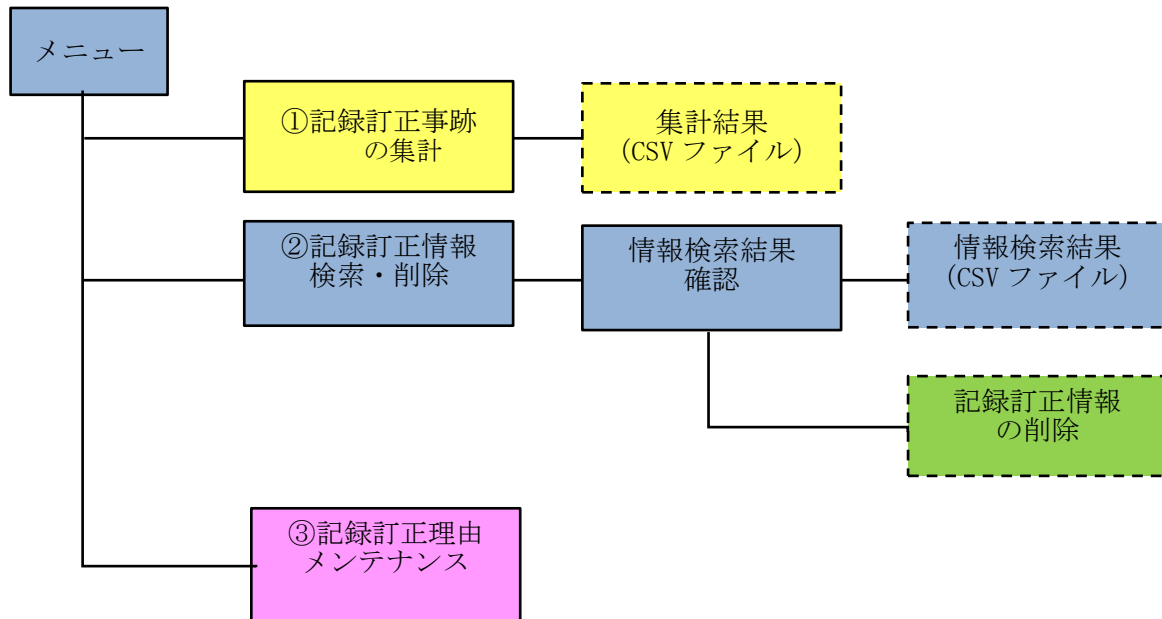 メニュー
①記録訂正事跡
の集計
集計結果
(CSV ファイル)
②記録訂正情報
検索・削除
情報検索結果
確認
情報検索結果
(CSV ファイル)
記録訂正情報
の削除
③記録訂正理由
メンテナンス